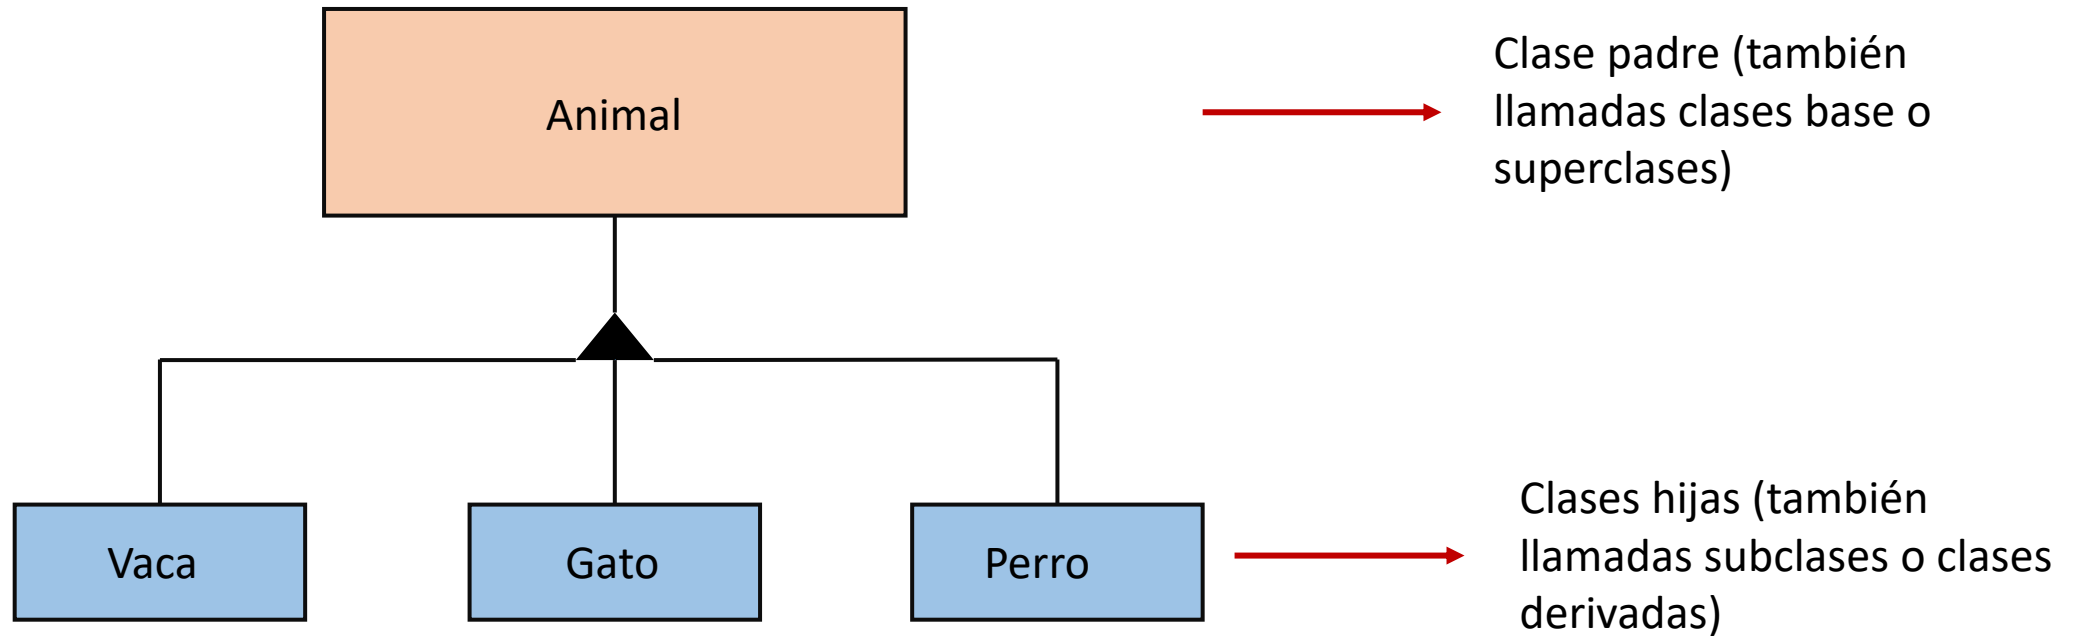 Animal
Clase padre (también
llamadas clases base o
superclases)
Vaca
Gato
Perro
Clases hijas (también
llamadas subclases o clases
derivadas)